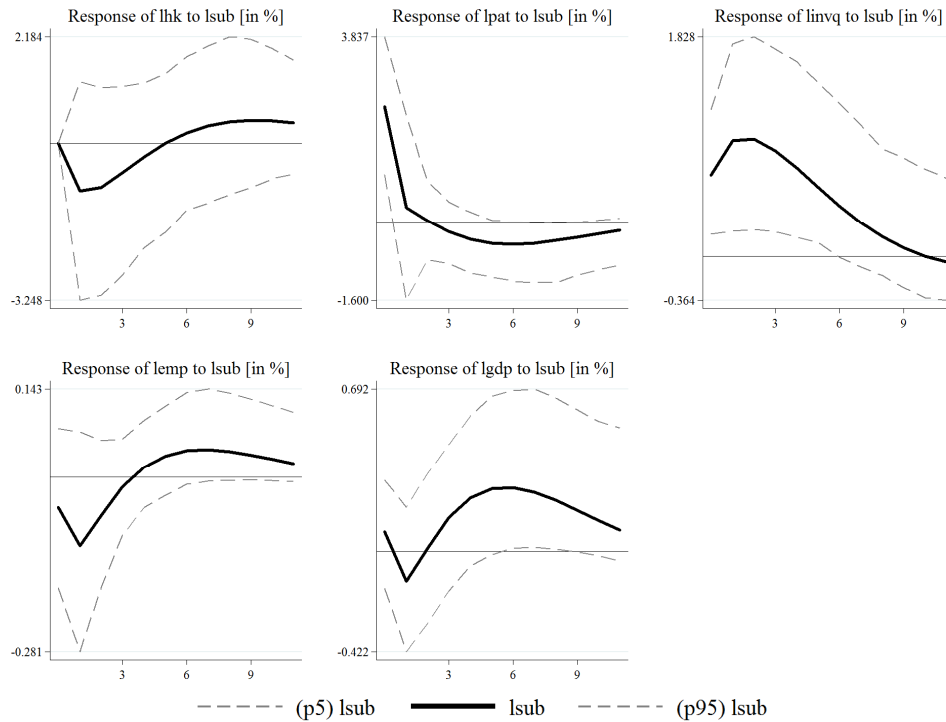 Response of lhk to lsub [in %]
2.184
-3.248
3 6 9
Response of lpat to lsub [in %]
3.837
-1.600
3 6 9
Response of linvq to lsub [in %]
1.828
-0.364
3 6 9
Response of lemp to lsub [in %]
0.143
-0.281
3 6 9
Response of lgdp to lsub [in %]
0.692
-0.422
3 6 9
(p5) lsub lsub (p95) lsub